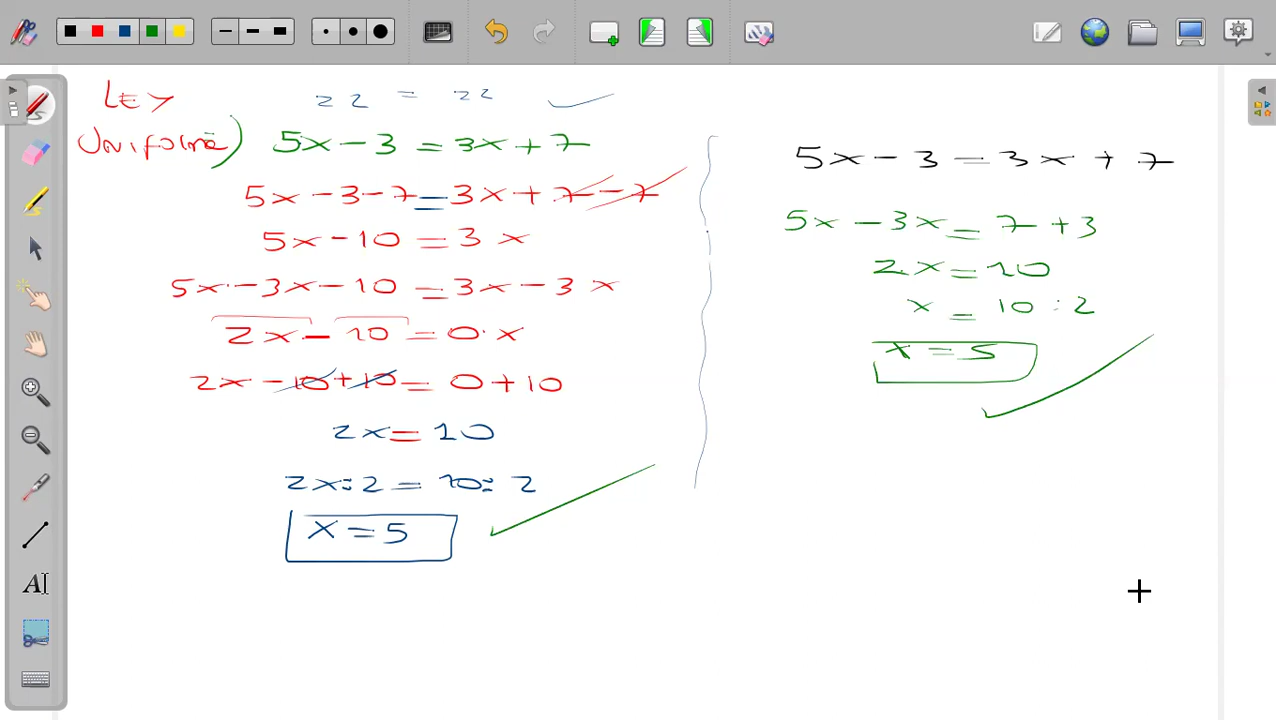 LEY
Uniforme)
22 = 22
5x - 3 = 3x + 7
5x - 3 - 7 = 3x + 7 - 7
5x - 10 = 3x
5x - 3x - 10 = 3x - 3x
2x - 10 = 0·x
2x - 10 + 10 = 0 + 10
2x = 10
2x : 2 = 10 : 2
x = 5
5x - 3 = 3x + 7
5x - 3x = 7 + 3
2x = 10
x = 10 : 2
x = 5